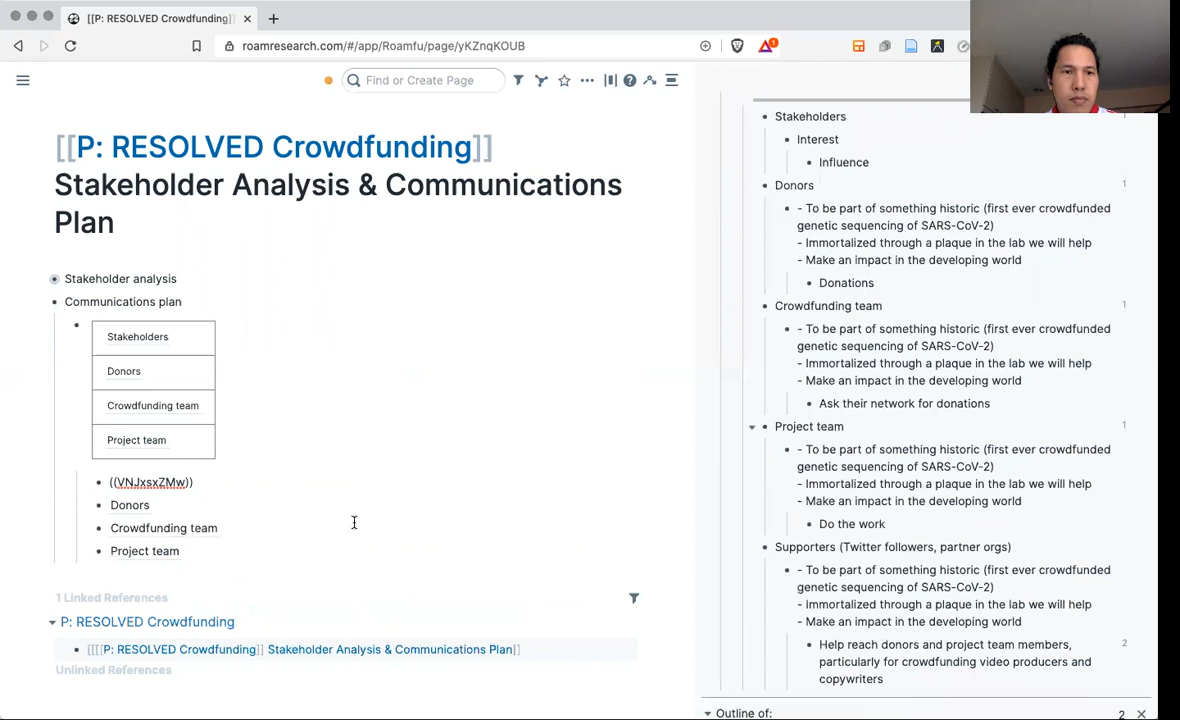 [[P: RESOLVED Crowdfunding]]
roamresearch.com/#/app/Roamfu/page/yKZnqKOUB
1
Find or Create Page
[[P: RESOLVED Crowdfunding]]
Stakeholder Analysis & Communications
Plan
Stakeholder analysis
Communications plan
Stakeholders
Donors
Crowdfunding team
Project team
((VNJxsxZMw))
Donors
Crowdfunding team
Project team
1 Linked References
P: RESOLVED Crowdfunding
[[[[P: RESOLVED Crowdfunding]] Stakeholder Analysis & Communications Plan]]
Unlinked References
Stakeholders
1
Interest
Influence
Donors
1
- To be part of something historic (first ever crowdfunded
genetic sequencing of SARS-CoV-2)
- Immortalized through a plaque in the lab we will help
- Make an impact in the developing world
Donations
Crowdfunding team
1
- To be part of something historic (first ever crowdfunded
genetic sequencing of SARS-CoV-2)
- Immortalized through a plaque in the lab we will help
- Make an impact in the developing world
Ask their network for donations
Project team
1
- To be part of something historic (first ever crowdfunded
genetic sequencing of SARS-CoV-2)
- Immortalized through a plaque in the lab we will help
- Make an impact in the developing world
Do the work
Supporters (Twitter followers, partner orgs)
- To be part of something historic (first ever crowdfunded
genetic sequencing of SARS-CoV-2)
- Immortalized through a plaque in the lab we will help
- Make an impact in the developing world
Help reach donors and project team members,
2
particularly for crowdfunding video producers and
copywriters
Outline of:
2